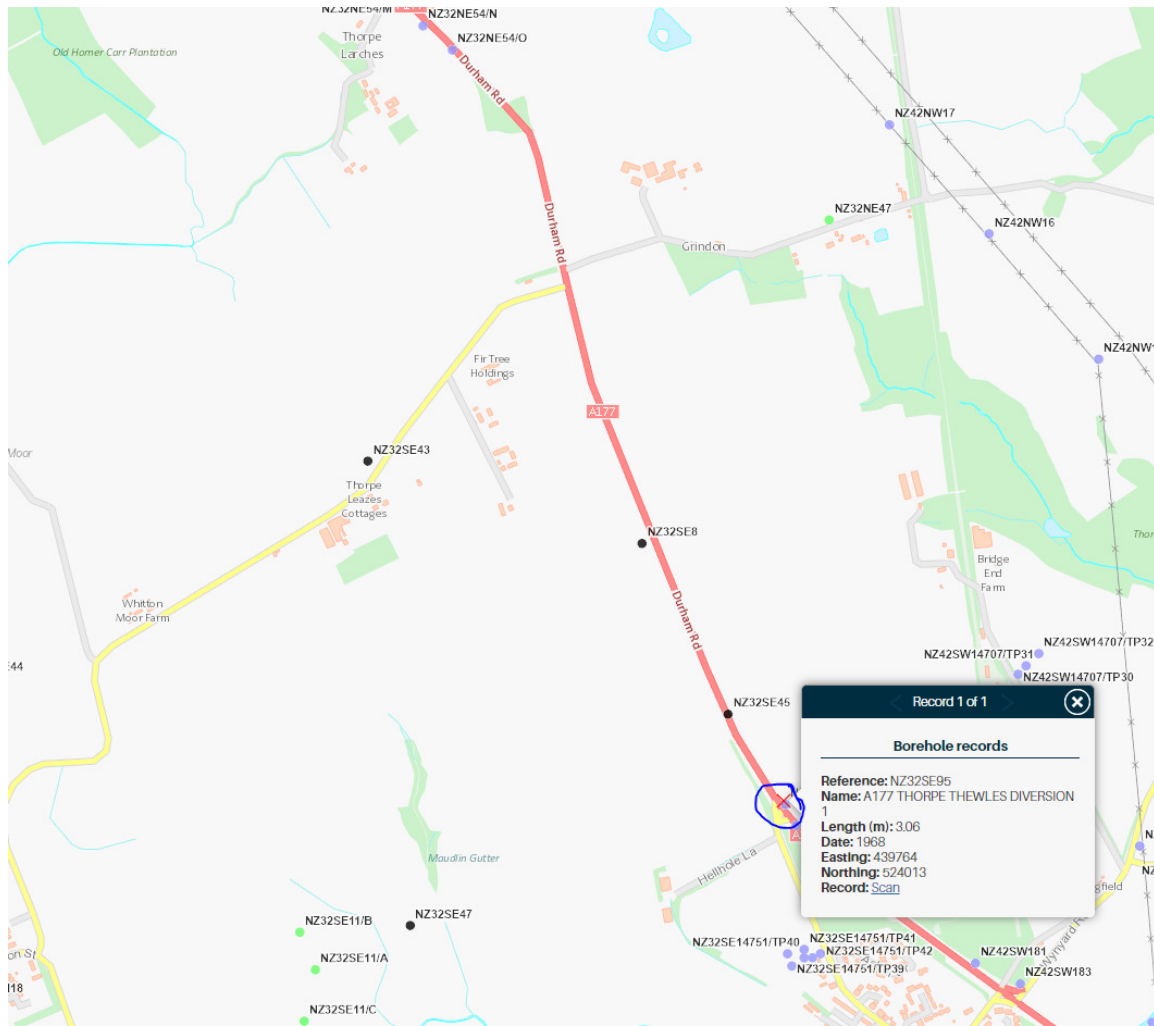 NZ32NE54/M
NZ32NE54/N
NZ32NE54/O
Thorpe
Larches
Old Homer Carr Plantation
Durham Rd
NZ42NW17
Durham Rd
NZ32NE47
NZ42NW16
Grindon
Fir Tree
Holdings
A177
Moor
NZ32SE43
Thorpe
Leazes
Cottages
NZ32SE8
Bridge
End
Farm
Whitton
Moor Farm
Durham Rd
NZ42SW14707/TP32
NZ42SW14707/TP31
NZ42SW14707/TP30
NZ32SE45
Record 1 of 1
Borehole records
Reference: NZ32SE95
Name: A177 THORPE THEWLES DIVERSION
1
Length (m): 3.06
Date: 1968
Easting: 439764
Northing: 524013
Record: Scan
Maudlin Gutter
Hellhole La
NZ32SE47
NZ32SE11/B
NZ32SE11/A
NZ32SE11/C
NZ32SE14751/TP40
NZ32SE14751/TP41
NZ32SE14751/TP42
NZ32SE14751/TP39
NZ42SW181
NZ42SW183